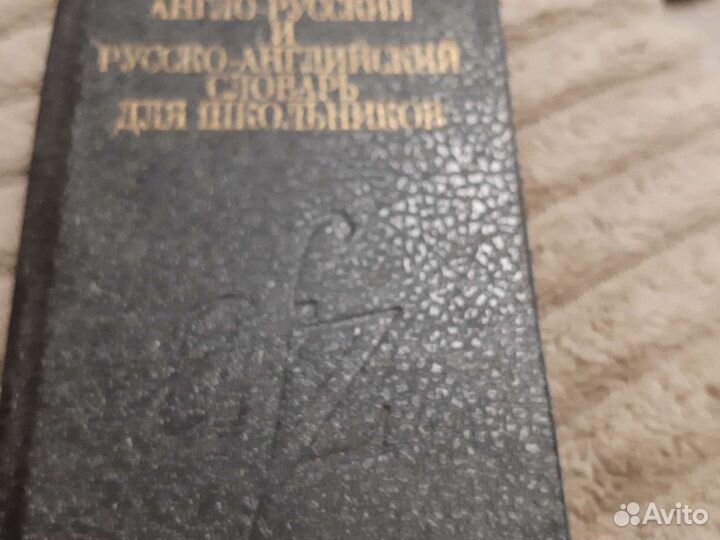 АНГЛО-РУССКИЙ
И
РУССКО-АНГЛИЙСКИЙ
СЛОВАРЬ
ДЛЯ ШКОЛЬНИКОВ
Avito